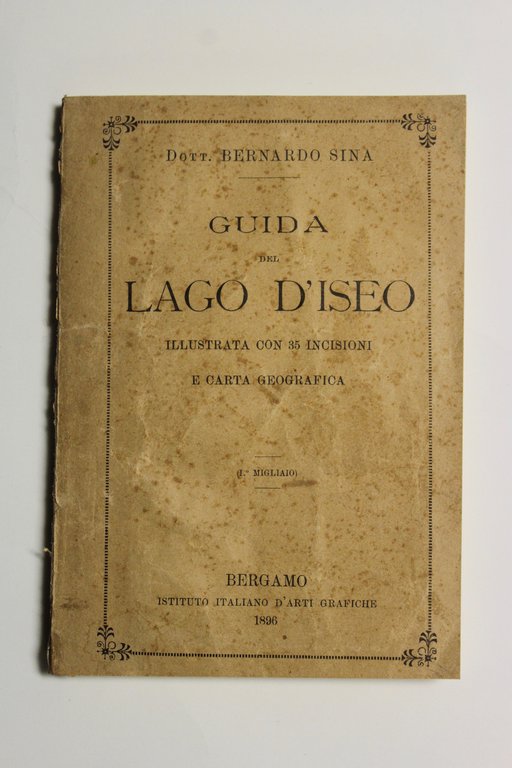 Dott. BERNARDO SINA
GUIDA
DEL
LAGO D'ISEO
ILLUSTRATA CON 35 INCISIONI
E CARTA GEOGRAFICA
(1.º MIGLIAIO)
BERGAMO
ISTITUTO ITALIANO D'ARTI GRAFICHE
1896